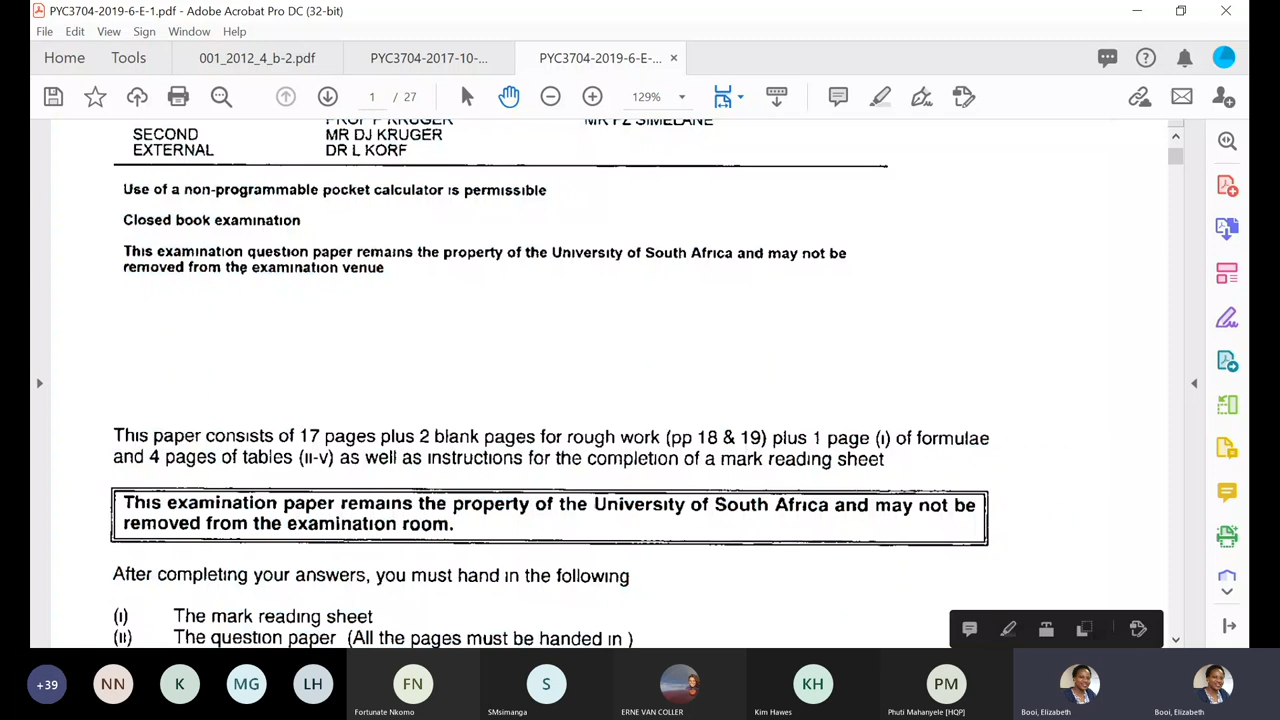 PYC3704-2019-6-E-1.pdf - Adobe Acrobat Pro DC (32-bit)
File Edit View Sign Window Help
Home Tools 001_2012_4_b-2.pdf PYC3704-2017-10-... PYC3704-2019-6-E-... ×
1 / 27 129%
PROF P KRUGER MR PZ SIMELANE
SECOND MR DJ KRUGER
EXTERNAL DR L KORF
Use of a non-programmable pocket calculator is permissible
Closed book examination
This examination question paper remains the property of the University of South Africa and may not be
removed from the examination venue
This paper consists of 17 pages plus 2 blank pages for rough work (pp 18 & 19) plus 1 page (i) of formulae
and 4 pages of tables (ii-v) as well as instructions for the completion of a mark reading sheet
This examination paper remains the property of the University of South Africa and may not be
removed from the examination room.
After completing your answers, you must hand in the following
(i) The mark reading sheet
(ii) The question paper (All the pages must be handed in )
+39 NN K MG LH FN S KH PM
Fortunate Nkomo SMsimanga ERNE VAN COLLER Kim Hawes Phuti Mahanyele [HQP] Booi, Elizabeth Booi, Elizabeth